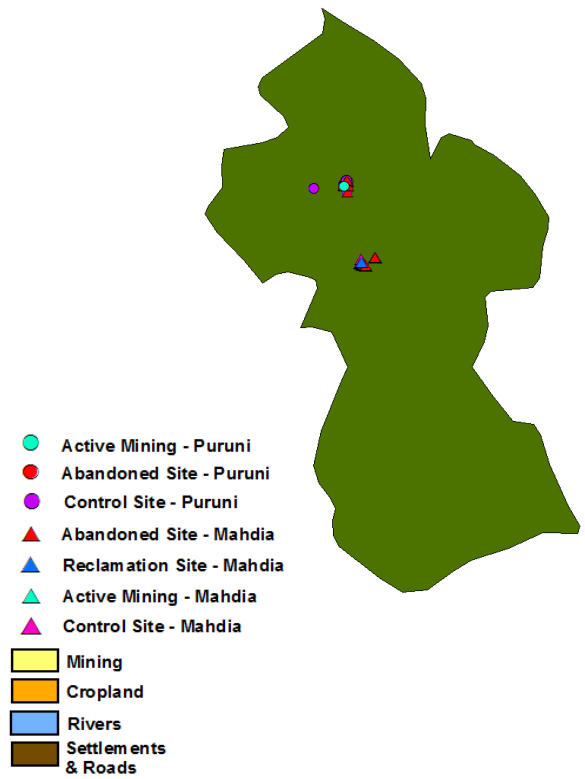 Active Mining - Puruni
Abandoned Site - Puruni
Control Site - Puruni
Abandoned Site - Mahdia
Reclamation Site - Mahdia
Active Mining - Mahdia
Control Site - Mahdia
Mining
Cropland
Rivers
Settlements
& Roads